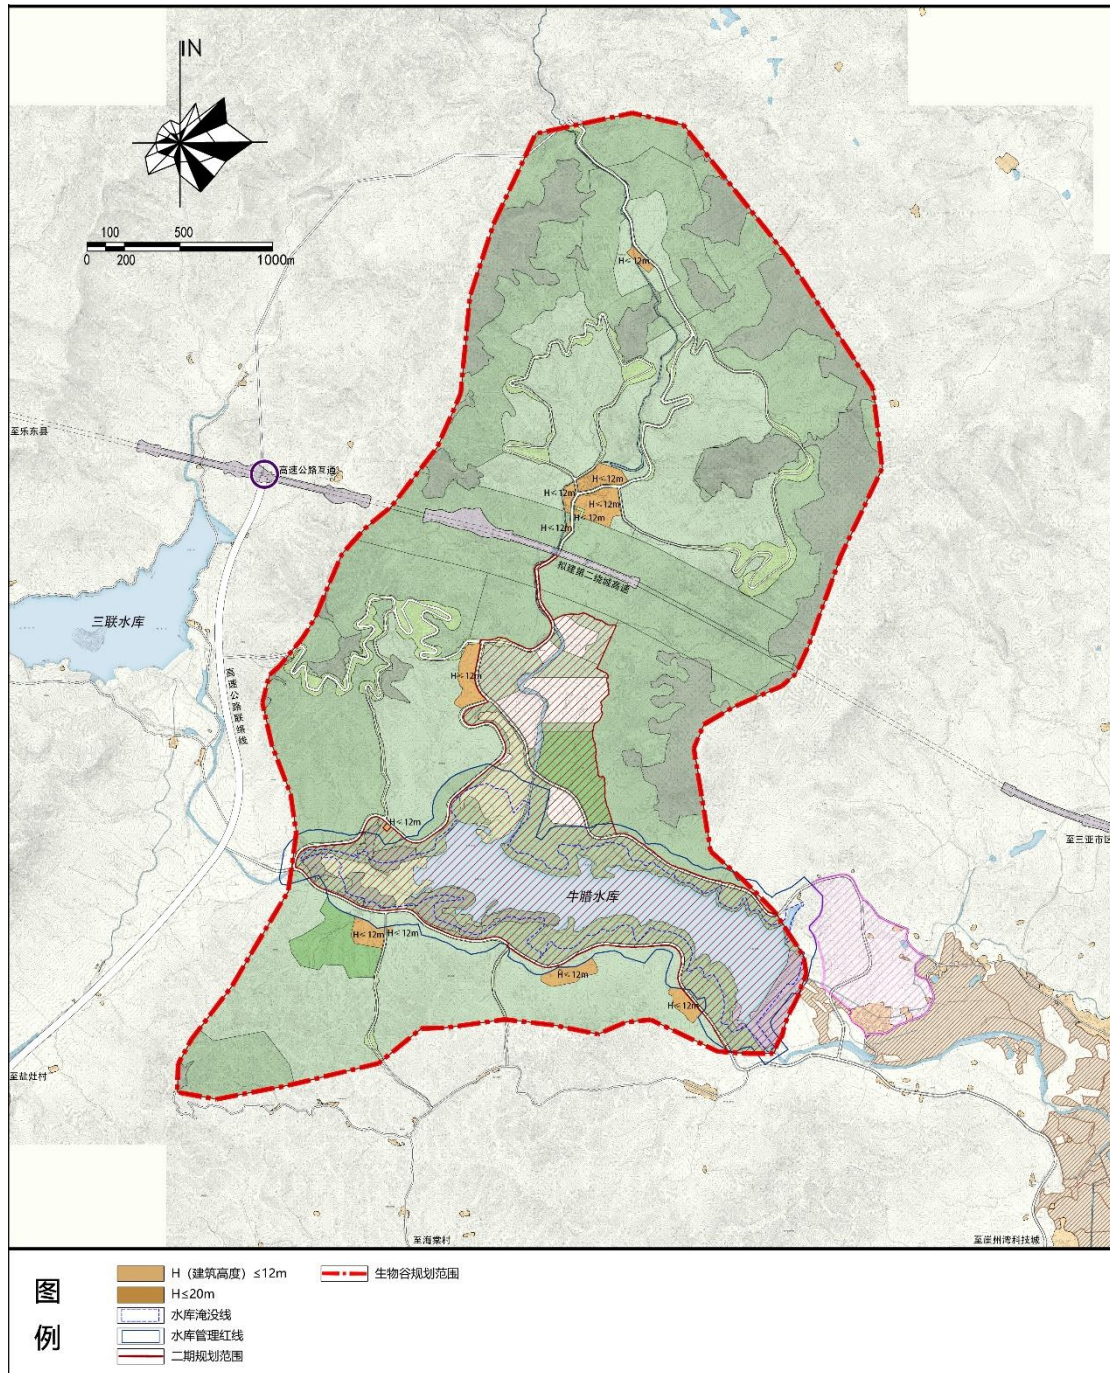 N
100 500
0 200 1000m
H≤12m
至乐东县
高速公路互通
H≤12m
H≤12m
H≤12m
H≤12m
H≤12m
拟建第二绕城高速
三联水库
高速公路联络线
H≤12m
H≤12m
至三亚市区
牛腊水库
H≤12m
H≤12m
H≤12m
H≤12m
至盐灶村
至海棠村
至崖州湾科技城
图例
H（建筑高度）≤12m
生物谷规划范围
H≤20m
水库淹没线
水库管理红线
二期规划范围